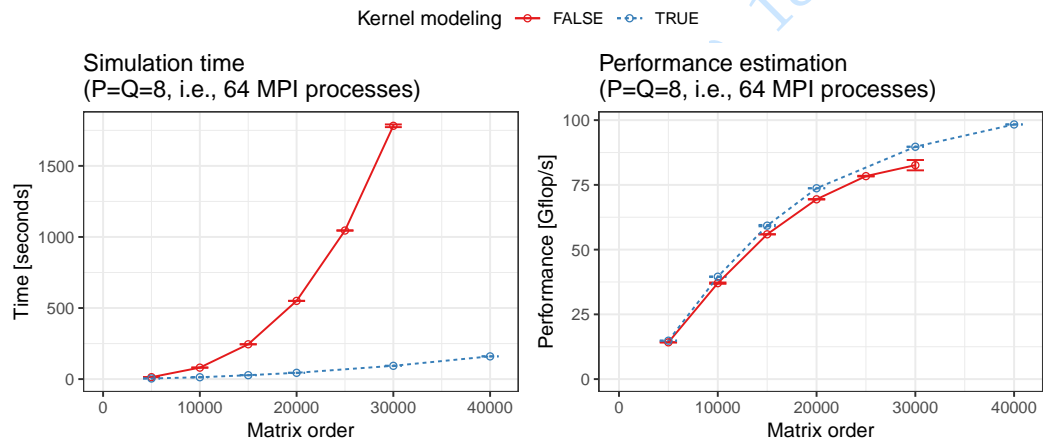 Kernel modeling FALSE TRUE
Simulation time
(P=Q=8, i.e., 64 MPI processes)
Time [seconds]
1500
1000
500
0
0 10000 20000 30000 40000
Matrix order
Performance estimation
(P=Q=8, i.e., 64 MPI processes)
Performance [Gflop/s]
100
75
50
25
0
0 10000 20000 30000 40000
Matrix order